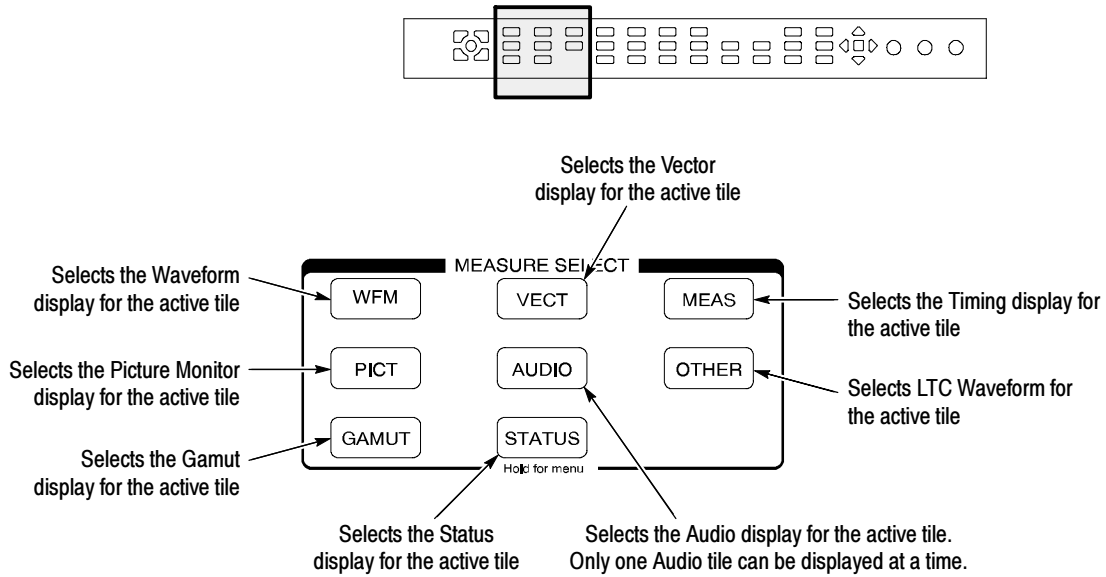 Selects the Vector
display for the active tile
MEASURE SELECT
Selects the Waveform
display for the active tile
WFM
VECT
MEAS
Selects the Timing display for
the active tile
Selects the Picture Monitor
display for the active tile
PICT
AUDIO
OTHER
Selects LTC Waveform for
the active tile
Selects the Gamut
display for the active tile
GAMUT
STATUS
Hold for menu
Selects the Status
display for the active tile
Selects the Audio display for the active tile.
Only one Audio tile can be displayed at a time.